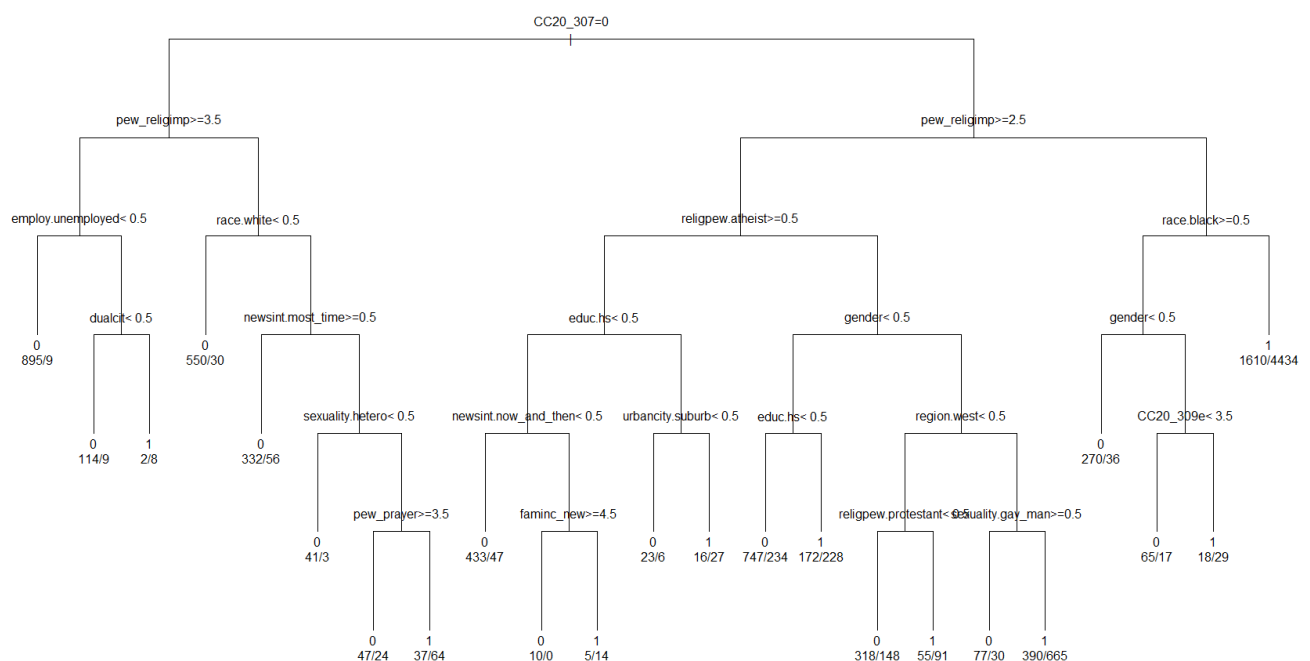 CC20_307=0
pew_religimp>=3.5
pew_religimp>=2.5
employ.unemployed< 0.5
race.white< 0.5
religpew.atheist>=0.5
race.black>=0.5
dualcit< 0.5
newsint.most_time>=0.5
educ.hs< 0.5
gender< 0.5
gender< 0.5
0
895/9
0
550/30
1
1610/4434
sexuality.hetero< 0.5
newsint.now_and_then< 0.5
urbancity.suburb< 0.5
educ.hs< 0.5
region.west< 0.5
CC20_309e< 3.5
0
114/9
1
2/8
0
332/56
0
270/36
pew_prayer>=3.5
faminc_new>=4.5
religpew.protestant< 0.5
sexuality.gay_man>=0.5
0
41/3
0
433/47
0
23/6
1
16/27
0
747/234
1
172/228
0
65/17
1
18/29
0
47/24
1
37/64
0
10/0
1
5/14
0
318/148
1
55/91
0
77/30
1
390/665